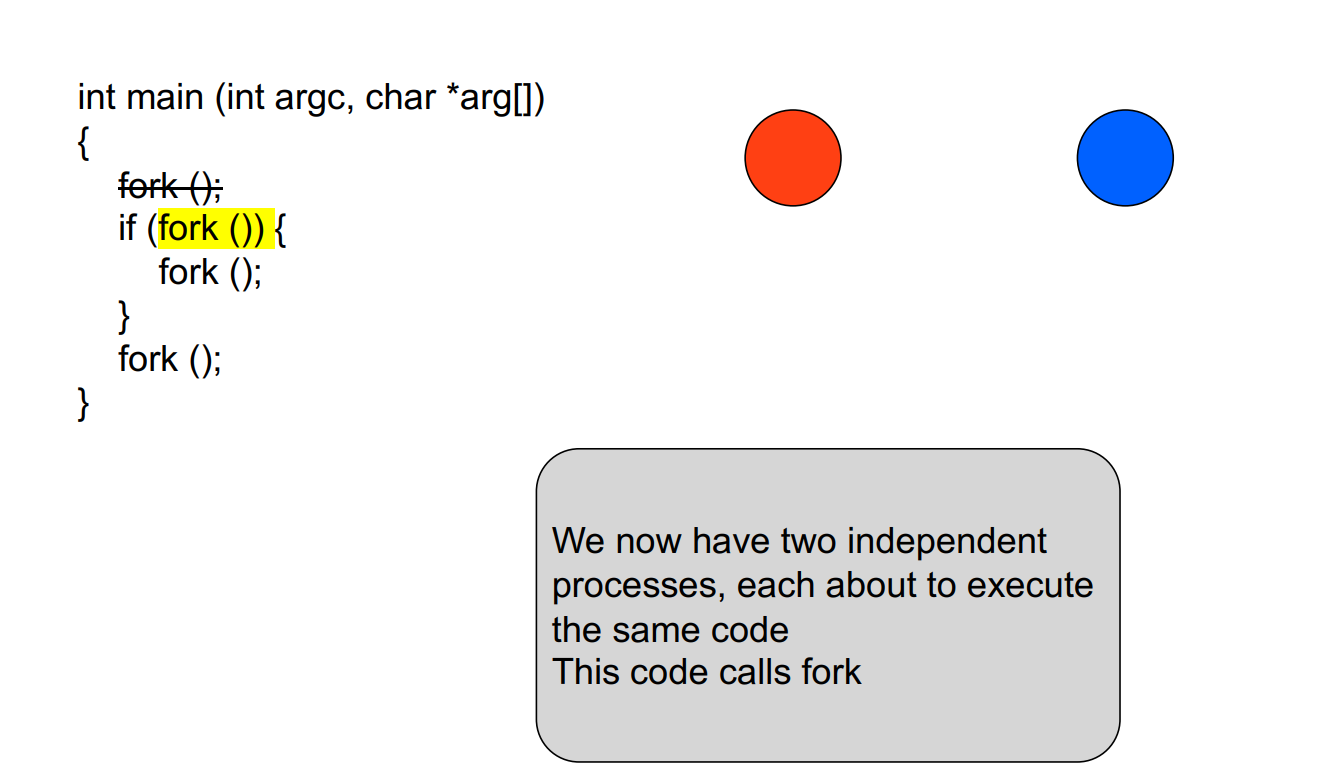 int main (int argc, char *arg[])
{
fork ();
if (fork ()) {
fork ();
}
fork ();
}
We now have two independent
processes, each about to execute
the same code
This code calls fork